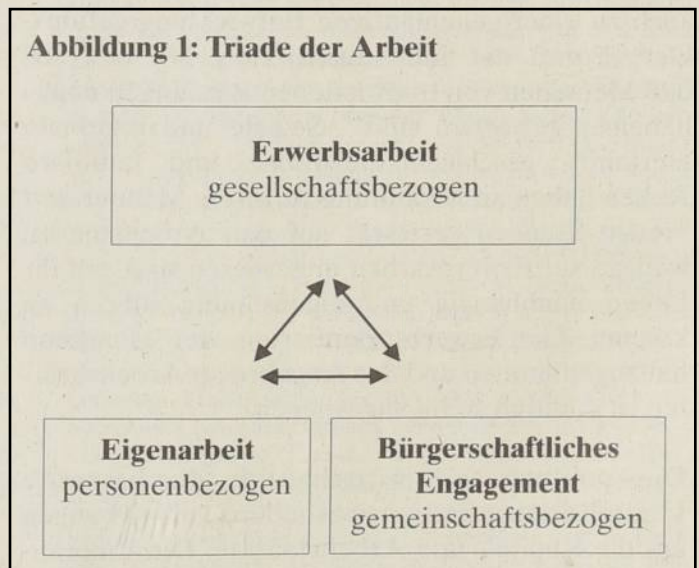 Abbildung 1: Triade der Arbeit
Erwerbsarbeit
gesellschaftsbezogen
Eigenarbeit
personenbezogen
Bürgerschaftliches
Engagement
gemeinschaftsbezogen